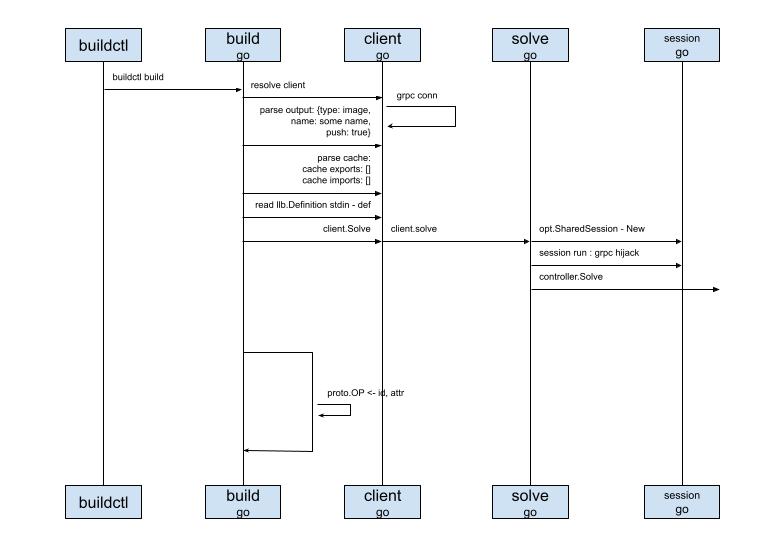 buildctl
build
go
client
go
solve
go
session
go
buildctl build
resolve client
grpc conn
parse output: {type: image,
name: some name,
push: true}
parse cache:
cache exports: []
cache imports: []
read llb.Definition stdin - def
client.Solve
client.solve
opt.SharedSession - New
session run : grpc hijack
controller.Solve
proto.OP <- id, attr
buildctl
build
go
client
go
solve
go
session
go